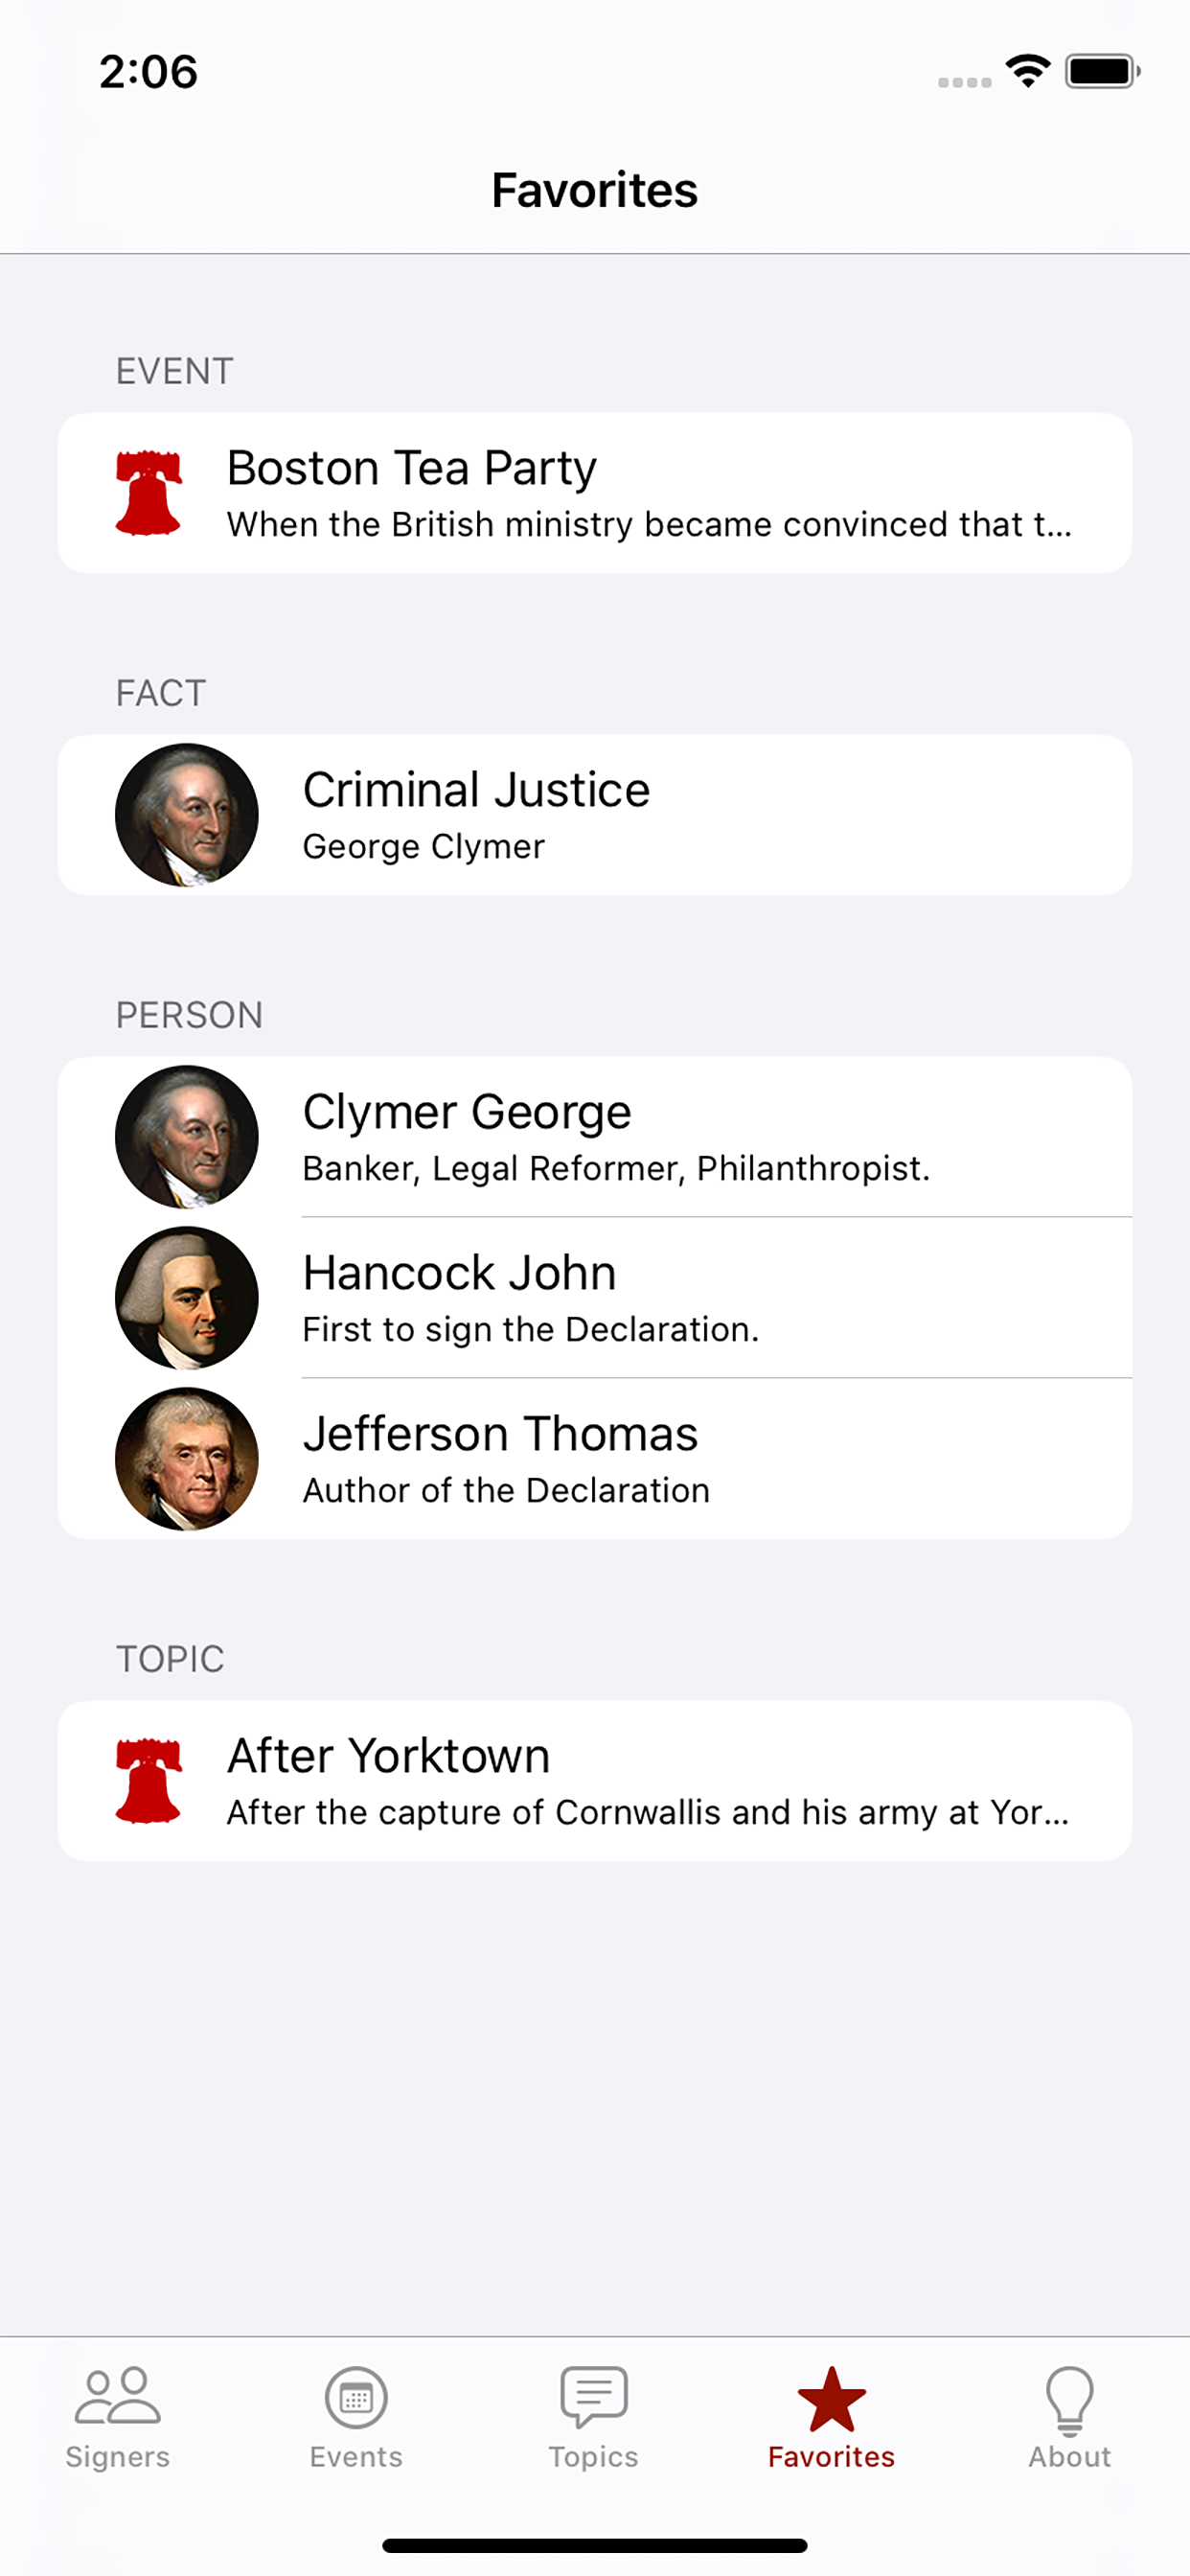 2:06
Favorites
EVENT
Boston Tea Party
When the British ministry became convinced that t...
FACT
Criminal Justice
George Clymer
PERSON
Clymer George
Banker, Legal Reformer, Philanthropist.
Hancock John
First to sign the Declaration.
Jefferson Thomas
Author of the Declaration
TOPIC
After Yorktown
After the capture of Cornwallis and his army at Yor...
Signers Events Topics Favorites About